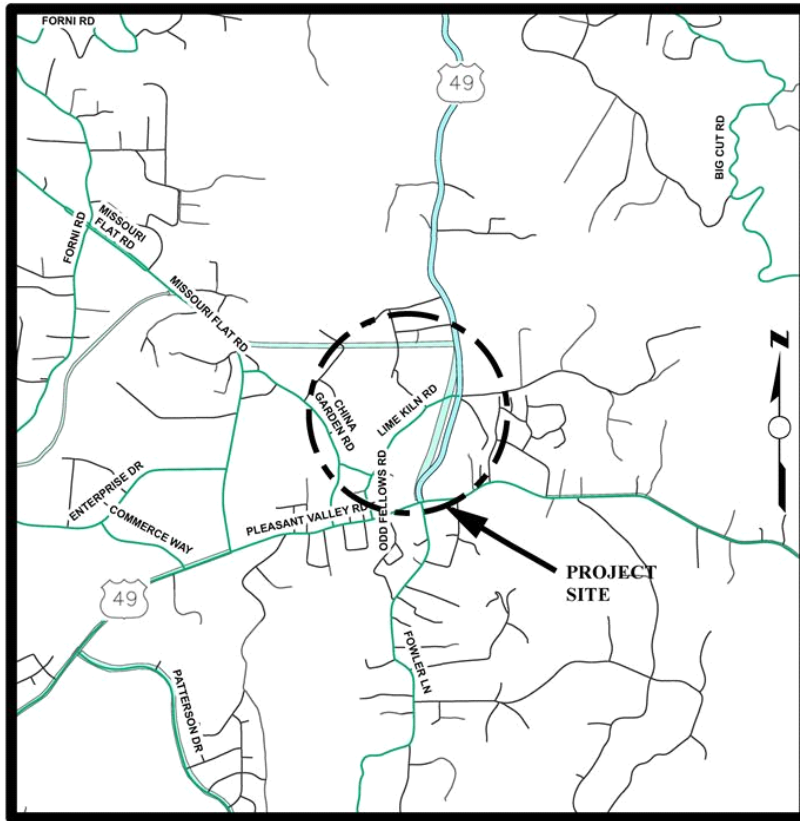 FORNI RD
49
BIG CUT RD
MISSOURI
FLAT RD
FORNI RD
MISSOURI FLAT RD
N
CHINA
GARDEN RD
LIME KILN RD
ODD FELLOWS RD
ENTERPRISE DR
COMMERCE WAY
PLEASANT VALLEY RD
PROJECT
SITE
49
FOWLER LN
PATTERSON DR